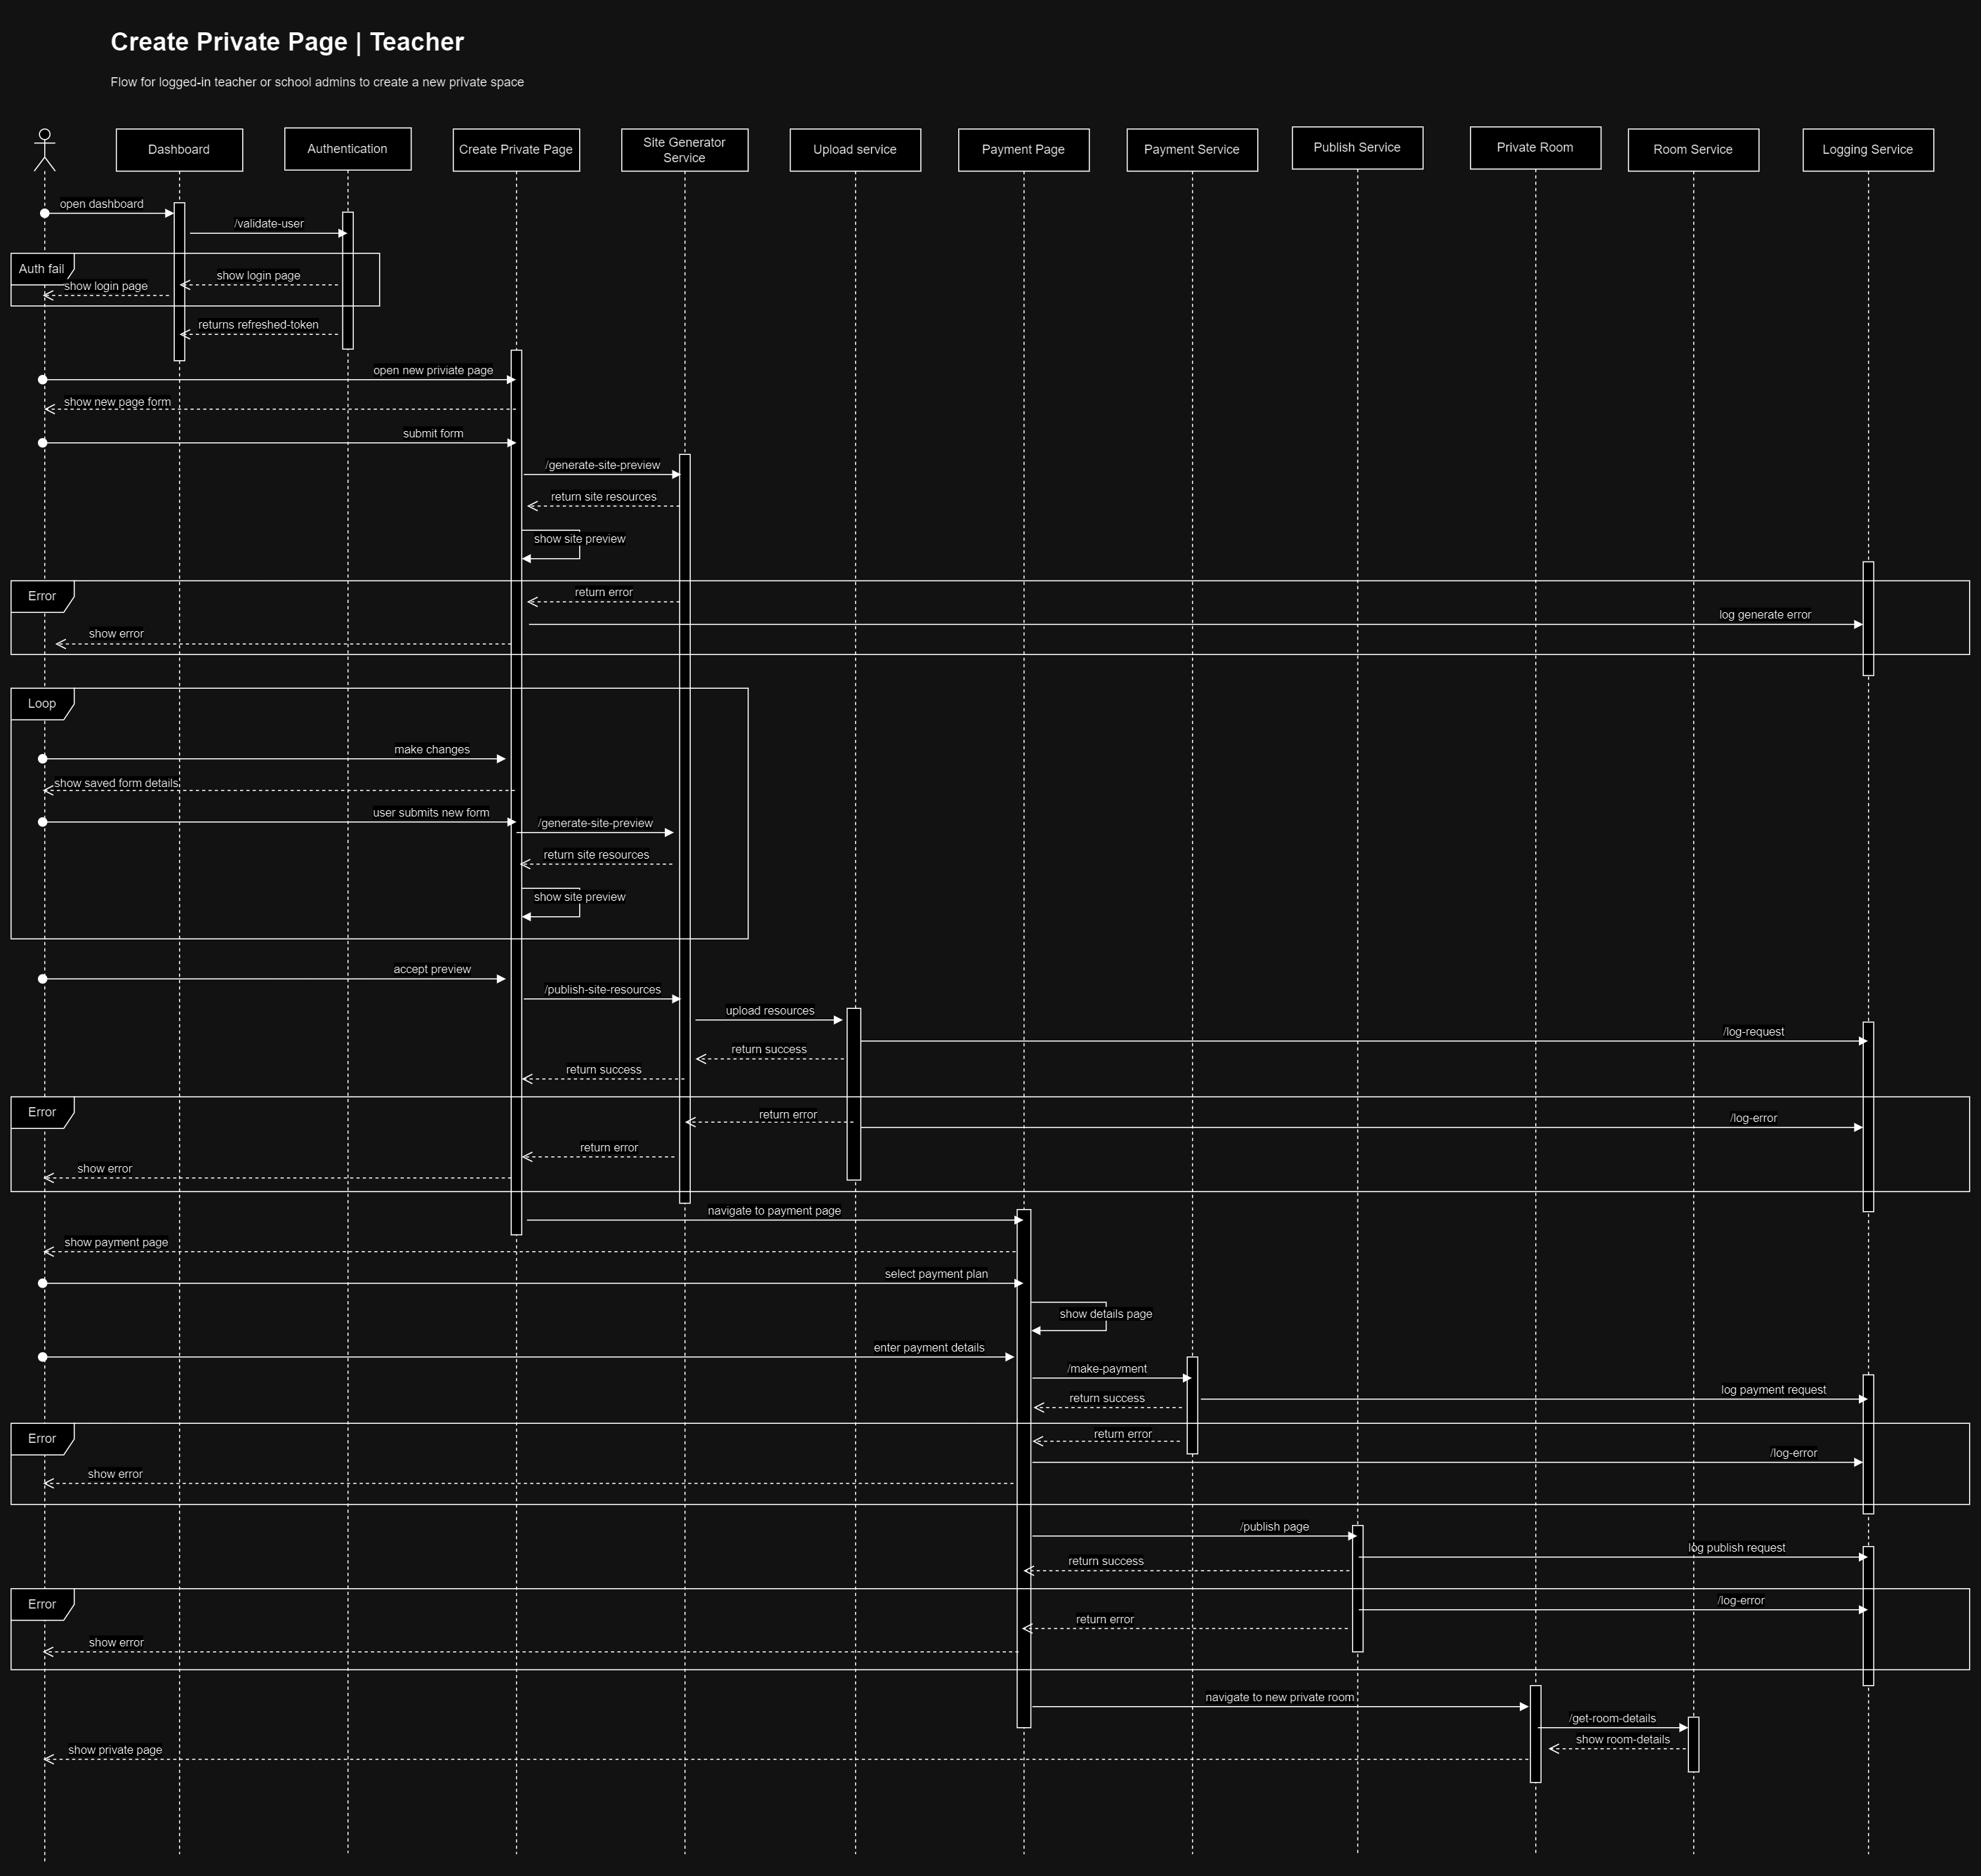 Create Private Page | Teacher
Flow for logged-in teacher or school admins to create a new private space
Dashboard
Authentication
Create Private Page
Site Generator
Service
Upload service
Payment Page
Payment Service
Publish Service
Private Room
Room Service
Logging Service
open dashboard
/validate-user
Auth fail
show login page
show login page
returns refreshed-token
open new priviate page
show new page form
submit form
/generate-site-preview
return site resources
show site preview
Error
return error
log generate error
show error
Loop
make changes
show saved form details
user submits new form
/generate-site-preview
return site resources
show site preview
accept preview
/publish-site-resources
upload resources
/log-request
return success
return success
Error
return error
/log-error
return error
show error
navigate to payment page
show payment page
select payment plan
show details page
enter payment details
/make-payment
log payment request
return success
Error
return error
/log-error
show error
/publish page
log publish request
return success
Error
/log-error
return error
show error
navigate to new private room
/get-room-details
show room-details
show private page